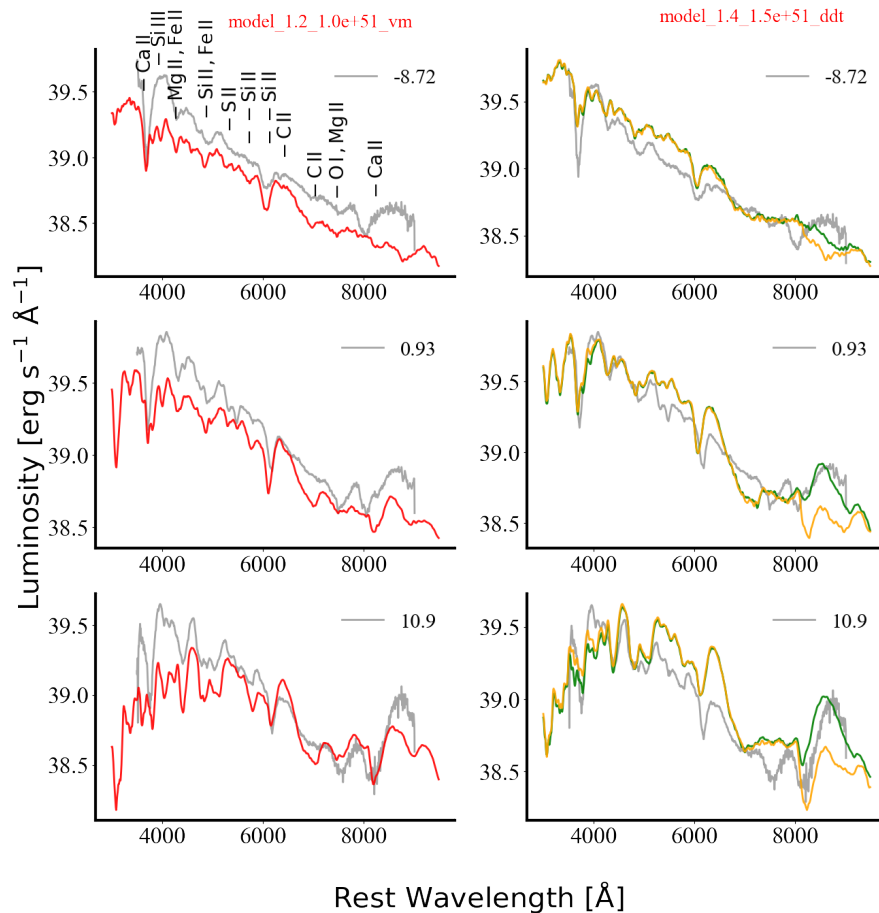 model_1.2_1.0e+51_vm
model_1.4_1.5e+51_ddt
Ca II
Si III
Mg II, Fe II
Si II, Fe II
S II
Si II
Si II
C II
C II
O I, Mg II
Ca II
-8.72
-8.72
39.5
39.0
38.5
4000
6000
8000
39.5
39.0
38.5
4000
6000
8000
0.93
0.93
39.5
39.0
38.5
4000
6000
8000
39.5
39.0
38.5
4000
6000
8000
10.9
10.9
39.5
39.0
38.5
4000
6000
8000
39.5
39.0
38.5
4000
6000
8000
Luminosity [erg s⁻¹ Å⁻¹]
Rest Wavelength [Å]